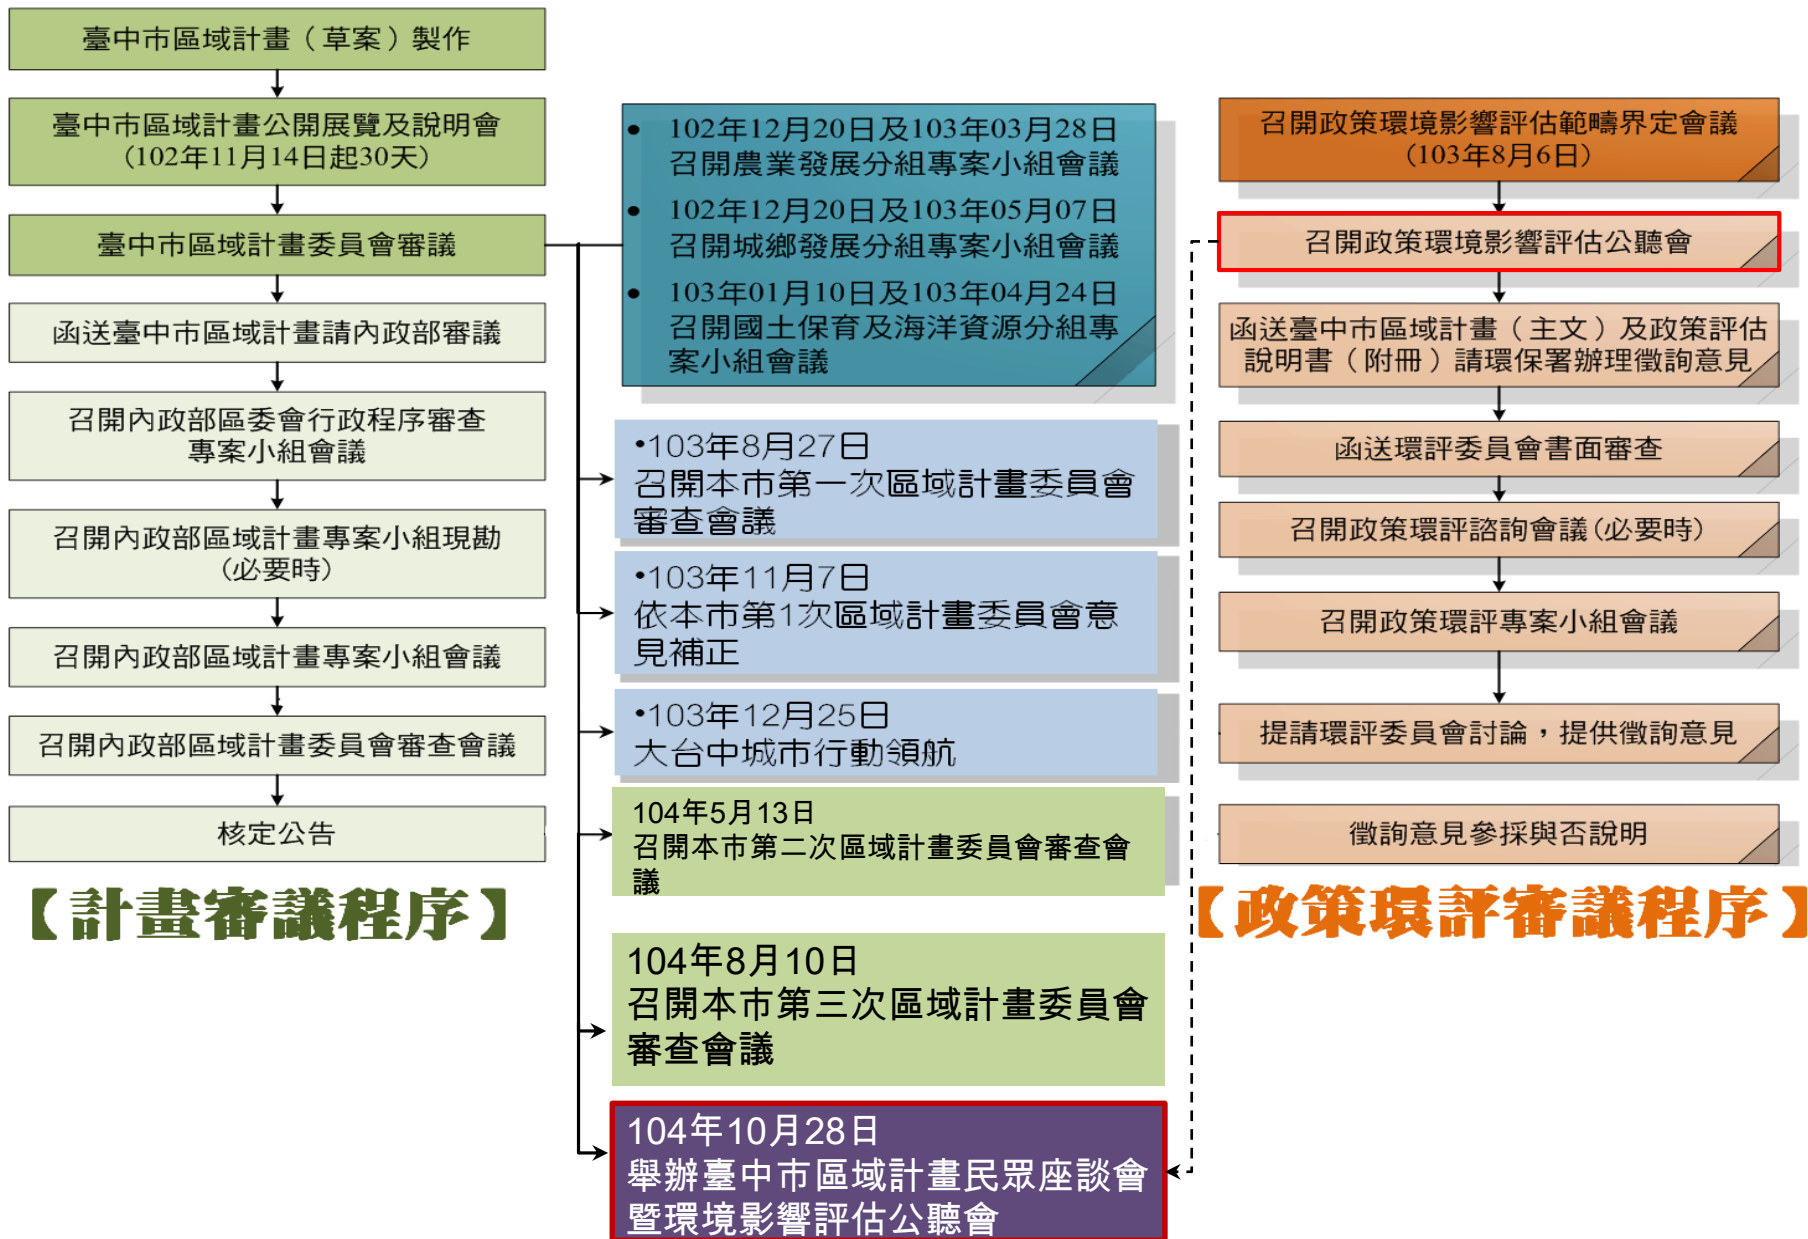 臺中市區域計畫（草案）製作
臺中市區域計畫公開展覽及說明會
(102年11月14日起30天)
臺中市區域計畫委員會審議
函送臺中市區域計畫請內政部審議
召開內政部區委會行政程序審查
專案小組會議
召開內政部區域計畫專案小組現勘
(必要時)
召開內政部區域計畫專案小組會議
召開內政部區域計畫委員會審查會議
核定公告
【計畫審議程序】
• 102年12月20日及103年03月28日
召開農業發展分組專案小組會議
• 102年12月20日及103年05月07日
召開城鄉發展分組專案小組會議
• 103年01月10日及103年04月24日
召開國土保育及海洋資源分組專
案小組會議
•103年8月27日
召開本市第一次區域計畫委員會
審查會議
•103年11月7日
依本市第1次區域計畫委員會意
見補正
•103年12月25日
大台中城市行動領航
104年5月13日
召開本市第二次區域計畫委員會審查會
議
104年8月10日
召開本市第三次區域計畫委員會
審查會議
104年10月28日
舉辦臺中市區域計畫民眾座談會
暨環境影響評估公聽會
召開政策環境影響評估範疇界定會議
(103年8月6日)
召開政策環境影響評估公聽會
函送臺中市區域計畫（主文）及政策評估
說明書（附冊）請環保署辦理徵詢意見
函送環評委員會書面審查
召開政策環評諮詢會議(必要時)
召開政策環評專案小組會議
提請環評委員會討論，提供徵詢意見
徵詢意見參採與否說明
【政策環評審議程序】